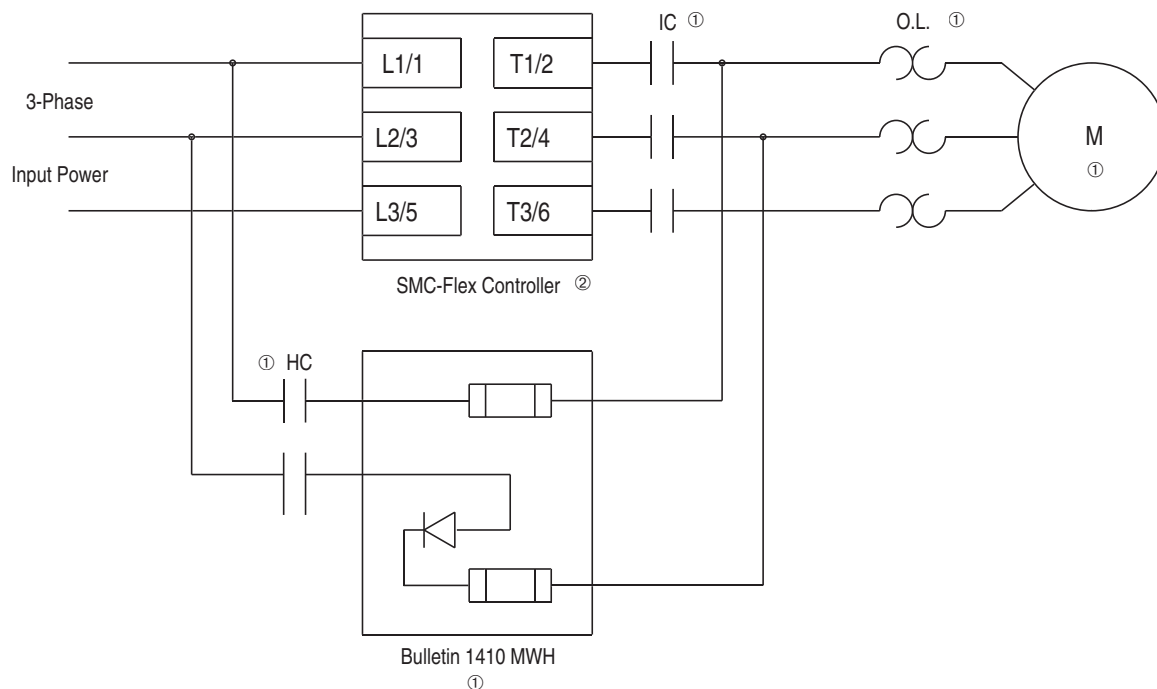 IC ①
O.L. ①
L1/1
T1/2
3-Phase
L2/3
T2/4
M
①
Input Power
L3/5
T3/6
SMC-Flex Controller ②
① HC
Bulletin 1410 MWH
①